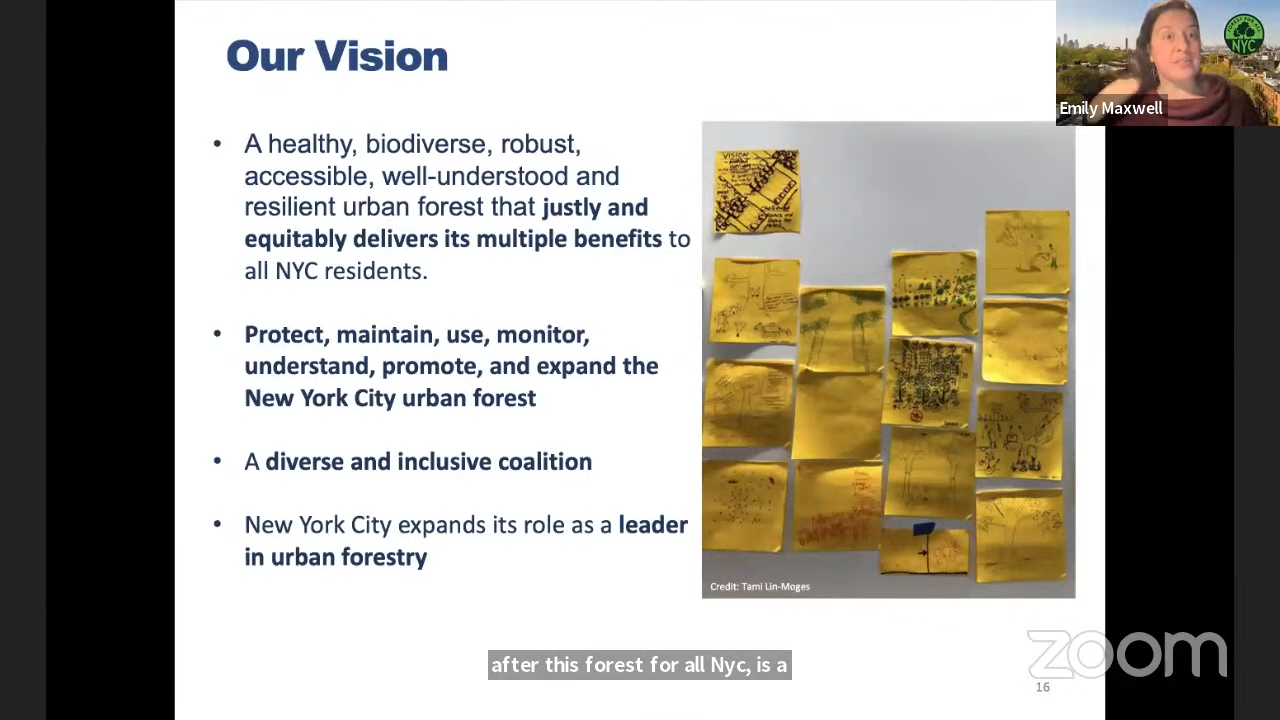 Our Vision
• A healthy, biodiverse, robust,
accessible, well-understood and
resilient urban forest that justly and
equitably delivers its multiple benefits to
all NYC residents.
• Protect, maintain, use, monitor,
understand, promote, and expand the
New York City urban forest
• A diverse and inclusive coalition
• New York City expands its role as a leader
in urban forestry
NYC
Emily Maxwell
VISION
Credit: Tami Lin-Moges
after this forest for all Nyc, is a
zoom
16